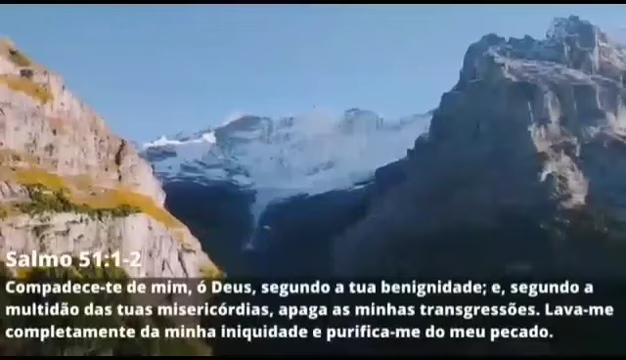 Salmo 51:1-2
Compadece-te de mim, ó Deus, segundo a tua benignidade; e, segundo a
multidão das tuas misericórdias, apaga as minhas transgressões. Lava-me
completamente da minha iniquidade e purifica-me do meu pecado.